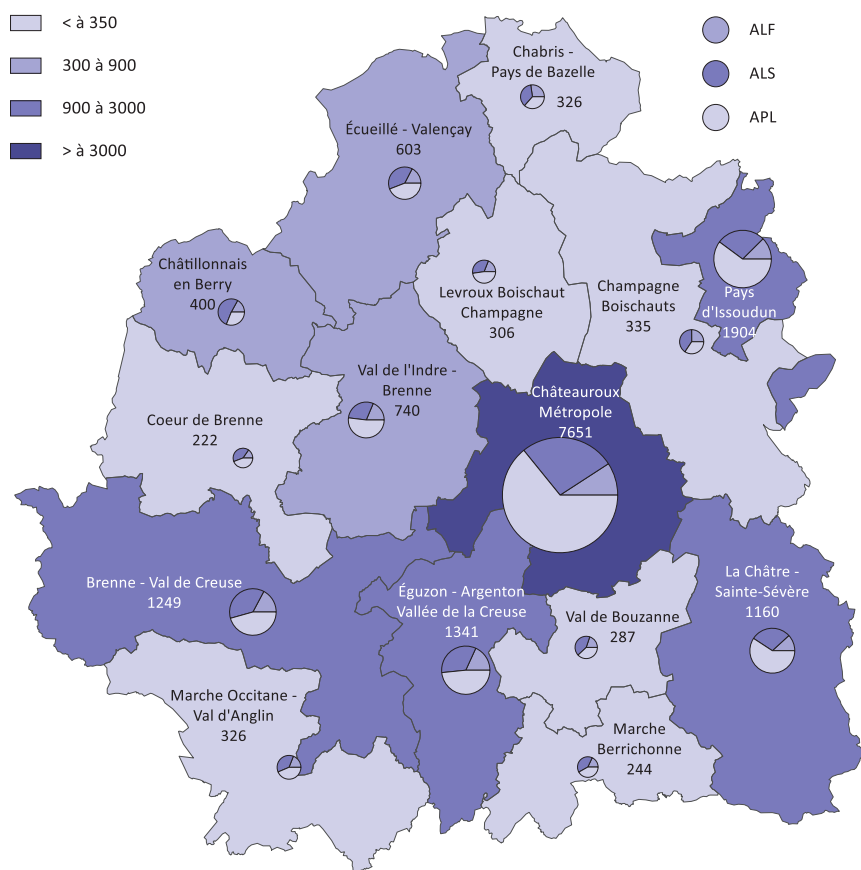 < à 350
300 à 900
900 à 3000
> à 3000
ALF
ALS
APL
Chabris -
Pays de Bazelle
326
Écueillé - Valençay
603
Châtillonnais
en Berry
400
Levroux Boischaut
Champagne
306
Champagne
Boischauts
335
Pays
d'Issoudun
1904
Val de l'Indre -
Brenne
740
Châteauroux
Métropole
7651
Coeur de Brenne
222
Brenne - Val de Creuse
1249
Éguzon - Argenton
Vallée de la Creuse
1341
Val de Bouzanne
287
La Châtre -
Sainte-Sévère
1160
Marche Occitane -
Val d'Anglin
326
Marche
Berrichonne
244